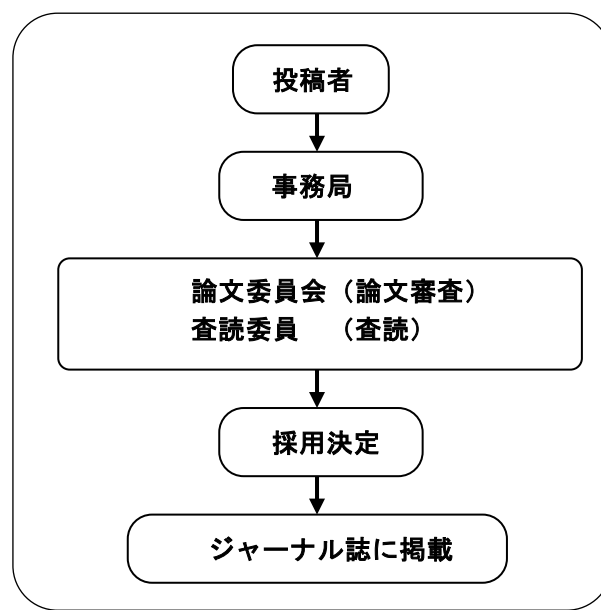 投稿者
事務局
論文委員会（論文審査）
査読委員　（査読）
採用決定
ジャーナル誌に掲載